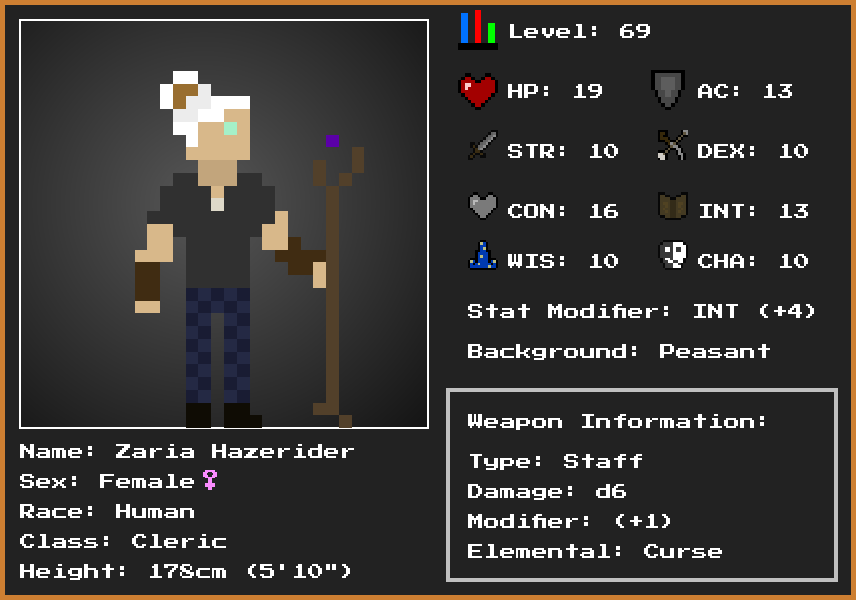 Level: 69
HP: 19
AC: 13
STR: 10
DEX: 10
CON: 16
INT: 13
WIS: 10
CHA: 10
Stat Modifier: INT (+4)
Background: Peasant
Weapon Information:
Type: Staff
Damage: d6
Modifier: (+1)
Elemental: Curse
Name: Zaria Hazerider
Sex: Female♀
Race: Human
Class: Cleric
Height: 178cm (5'10")